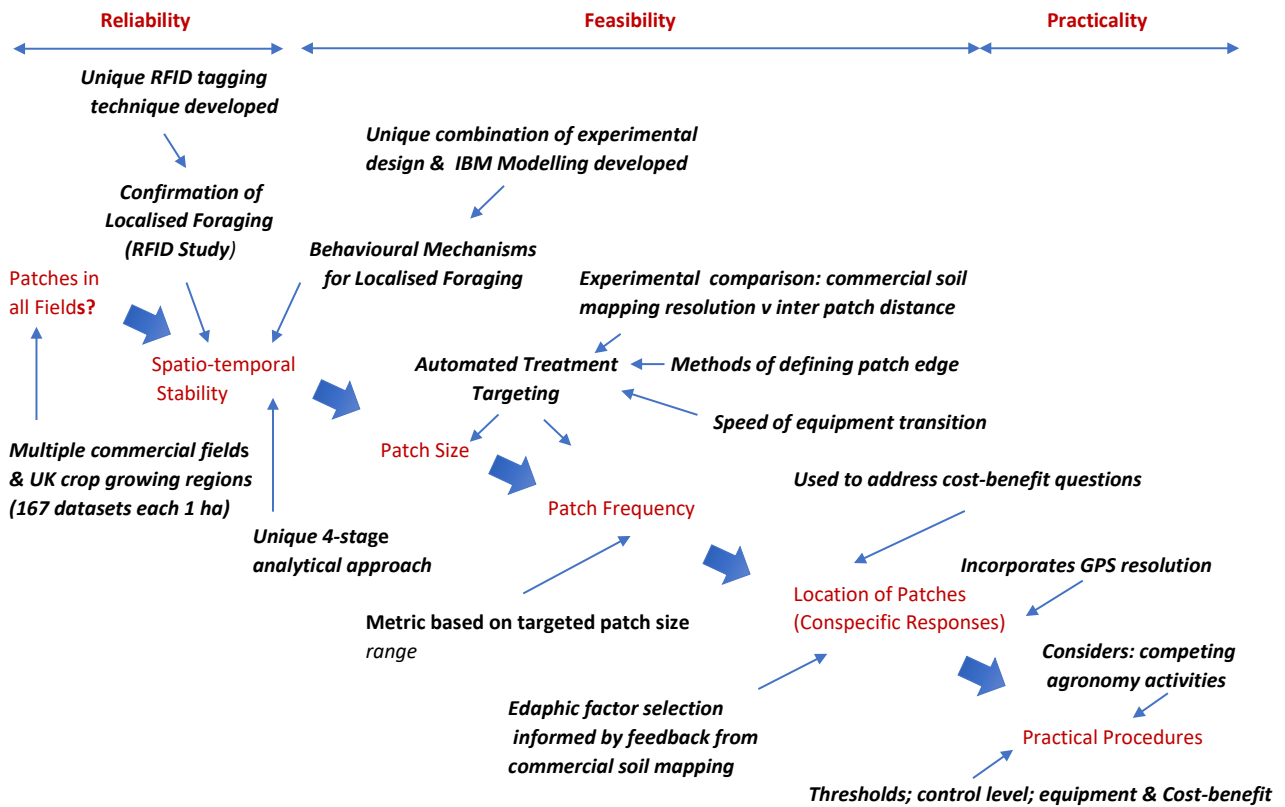 Reliability
Feasibility
Practicality
Unique RFID tagging
technique developed
Unique combination of experimental
design & IBM Modelling developed
Confirmation of
Localised Foraging
(RFID Study)
Behavioural Mechanisms
for Localised Foraging
Patches in
all Fields?
Experimental comparison: commercial soil
mapping resolution v inter patch distance
Spatio-temporal
Stability
Automated Treatment
Targeting
Methods of defining patch edge
Speed of equipment transition
Patch Size
Multiple commercial fields
& UK crop growing regions
(167 datasets each 1 ha)
Used to address cost-benefit questions
Patch Frequency
Unique 4-stage
analytical approach
Incorporates GPS resolution
Location of Patches
(Conspecific Responses)
Metric based on targeted patch size
range
Considers: competing
agronomy activities
Edaphic factor selection
informed by feedback from
commercial soil mapping
Practical Procedures
Thresholds; control level; equipment & Cost-benefit